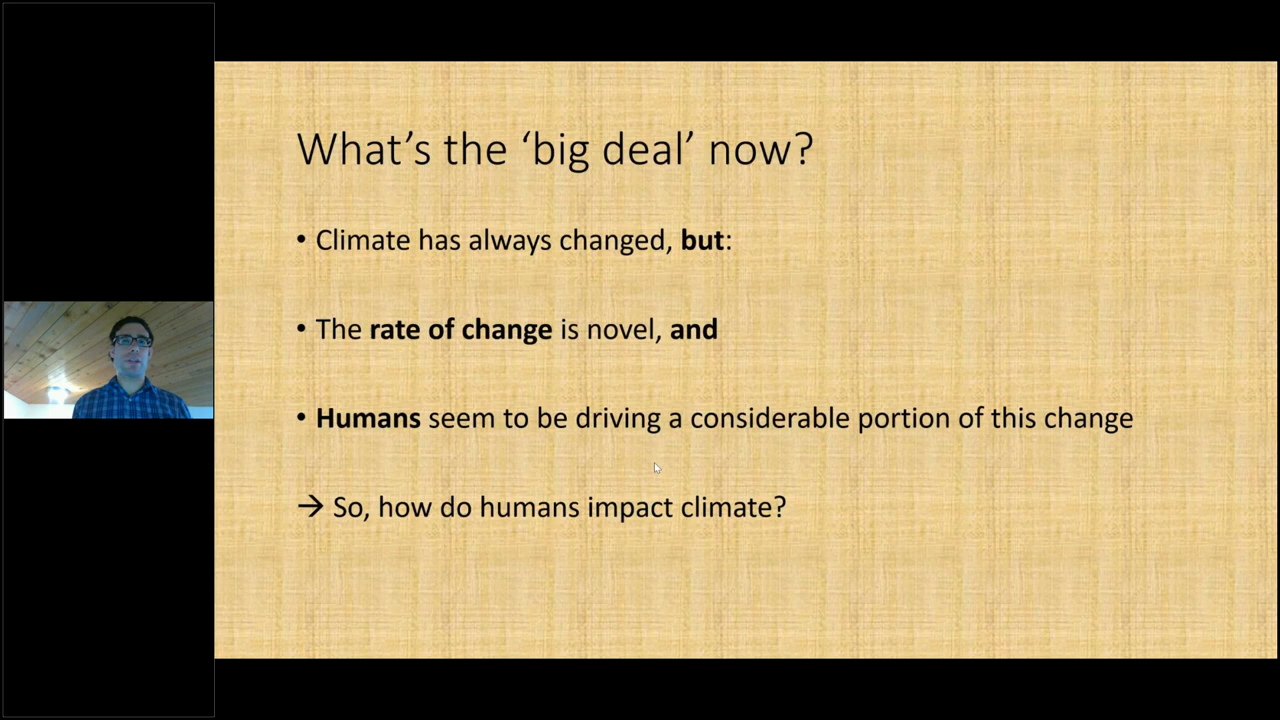 What’s the ‘big deal’ now?
• Climate has always changed, but:
• The rate of change is novel, and
• Humans seem to be driving a considerable portion of this change
→ So, how do humans impact climate?